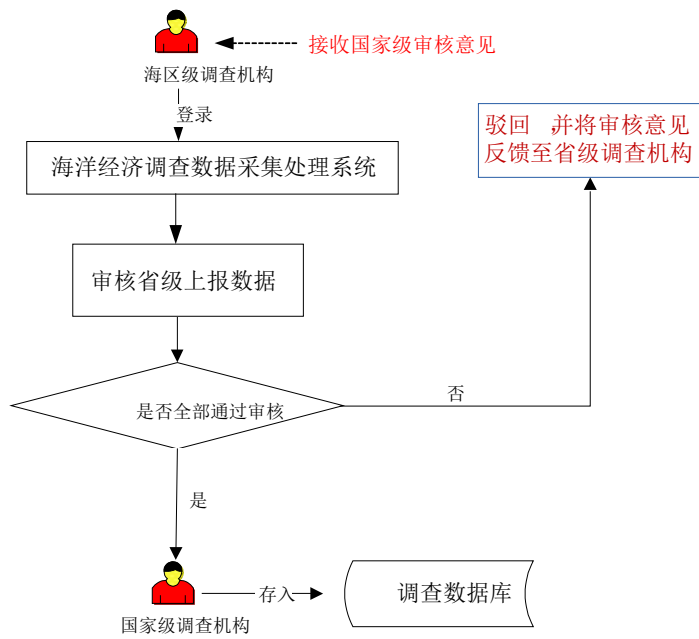 接收国家级审核意见
海区级调查机构
登录
驳回 ,并将审核意见
反馈至省级调查机构
海洋经济调查数据采集处理系统
审核省级上报数据
否
是否全部通过审核
是
存入
调查数据库
国家级调查机构